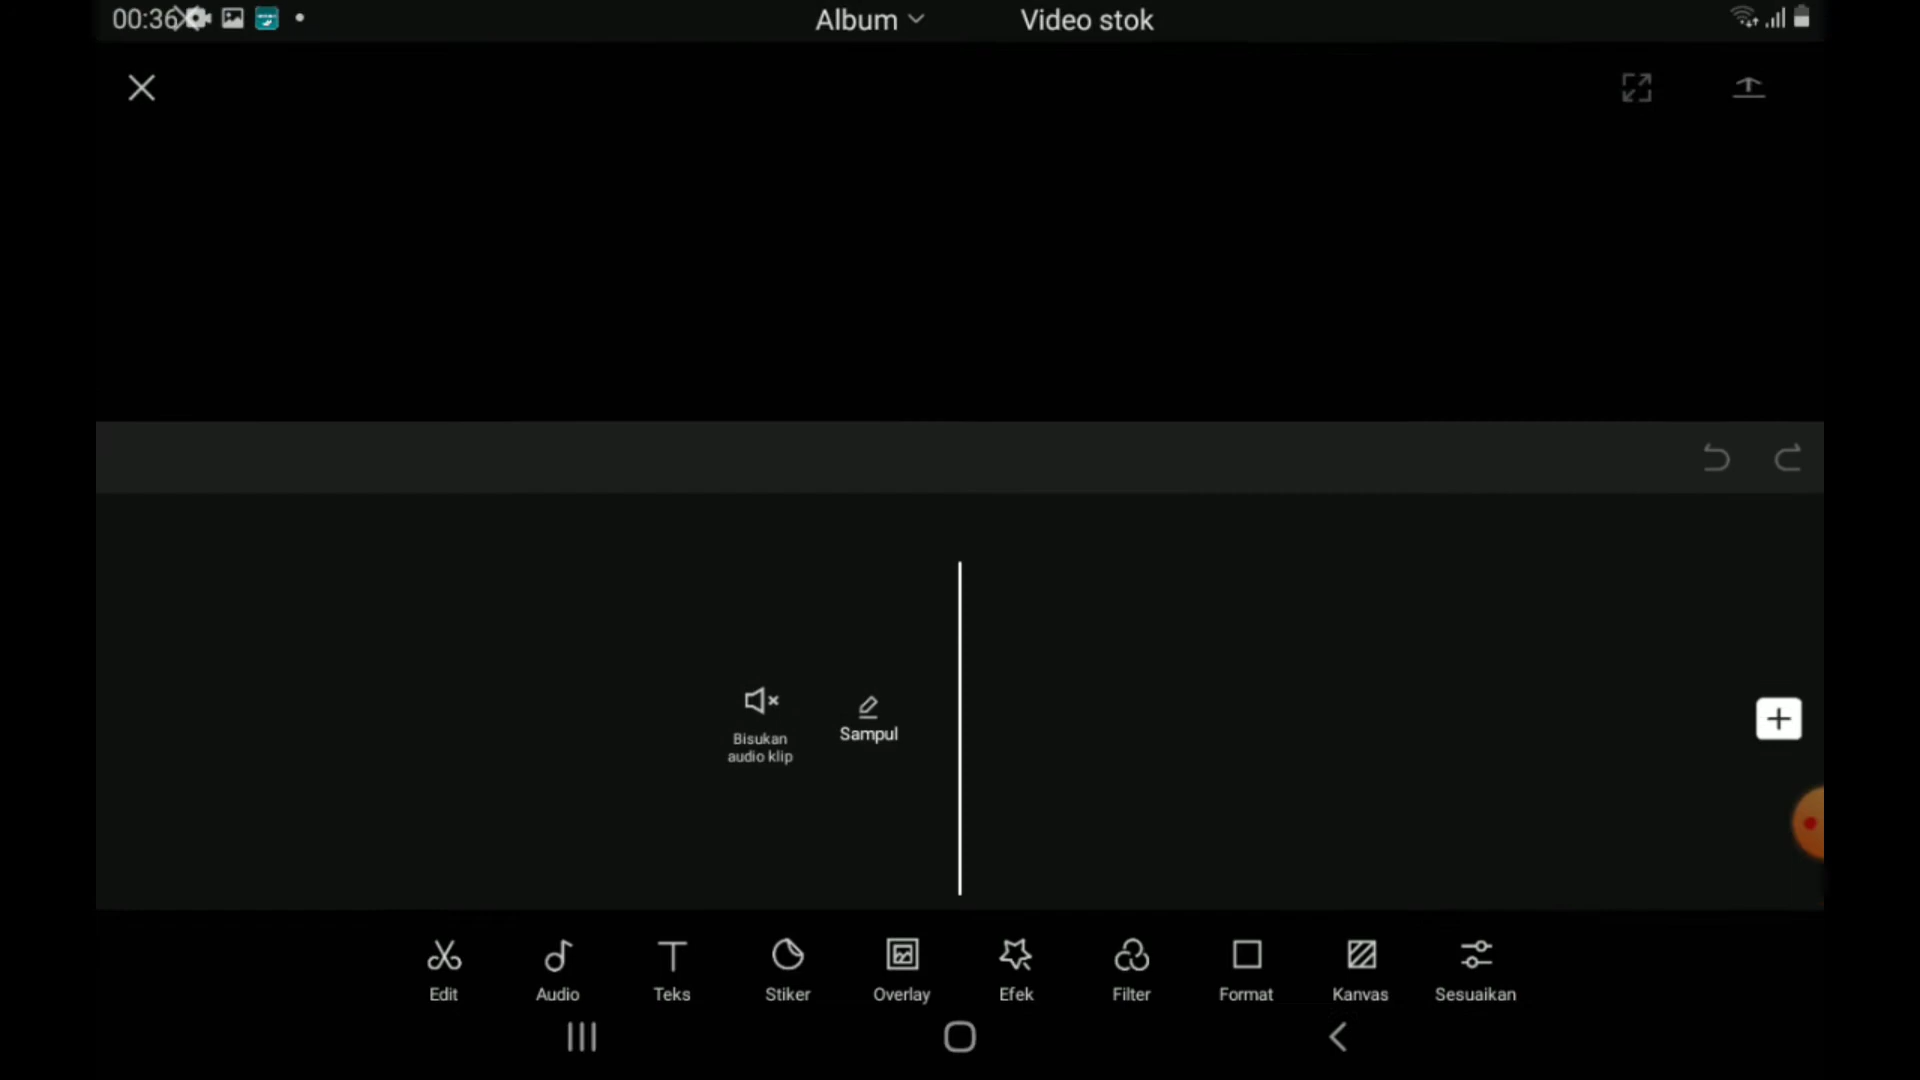 00:36
Album Video stok
Bisukan
audio klip
Sampul
Edit Audio Teks Stiker Overlay Efek Filter Format Kanvas Sesuaikan